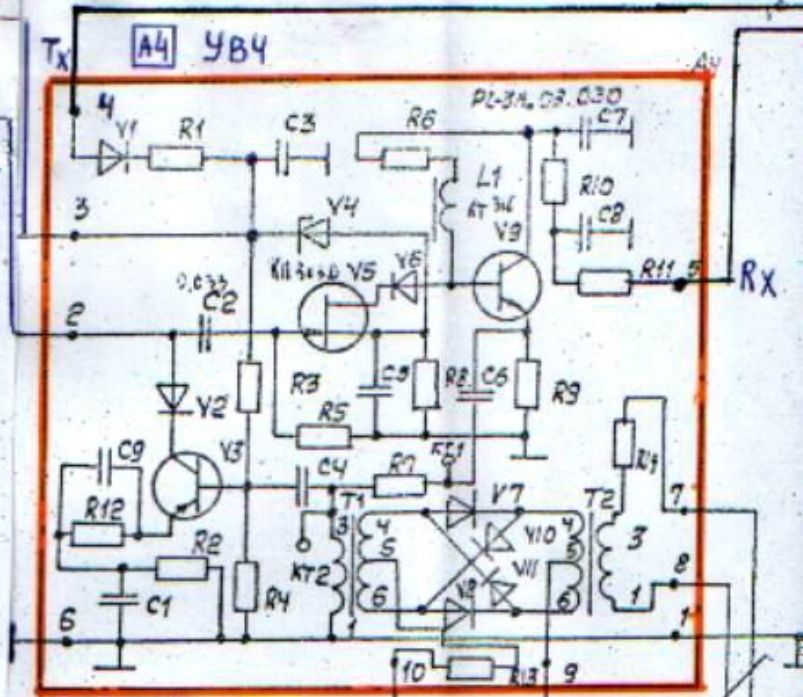 Tx
A4 УВ4
4
V1
R1
C3
R6
C7
L1
R10
C8
V9
3
V4
V6
V5
R11
5
Rx
0,033
C2
2
R3
C5
R8
C6
R9
V2
R5
C9
V3
C4
R7
R12
R2
T1
V7
T2
7
3
4
5
6
КТ2
V10
V11
V8
4
5
6
3
8
C1
R4
1
1
1
6
10
R13
9